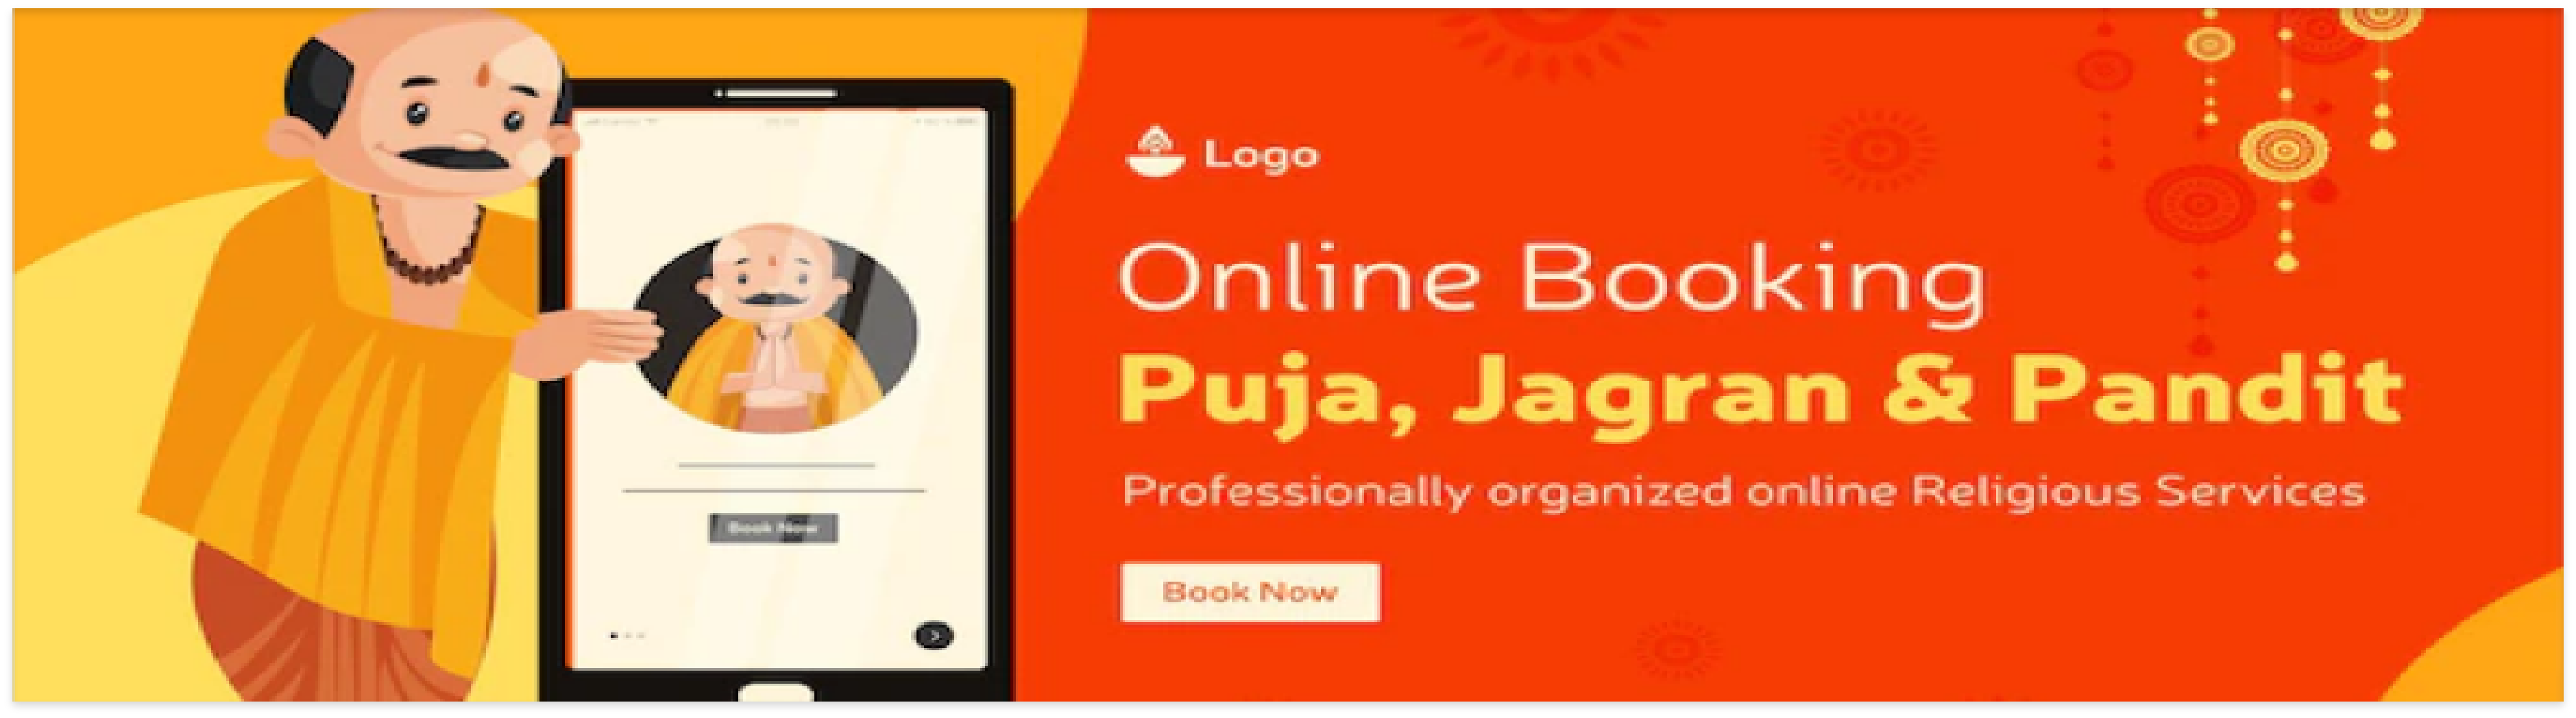 Logo
Online Booking
Puja, Jagran & Pandit
Professionally organized online Religious Services
Book Now
Book Now